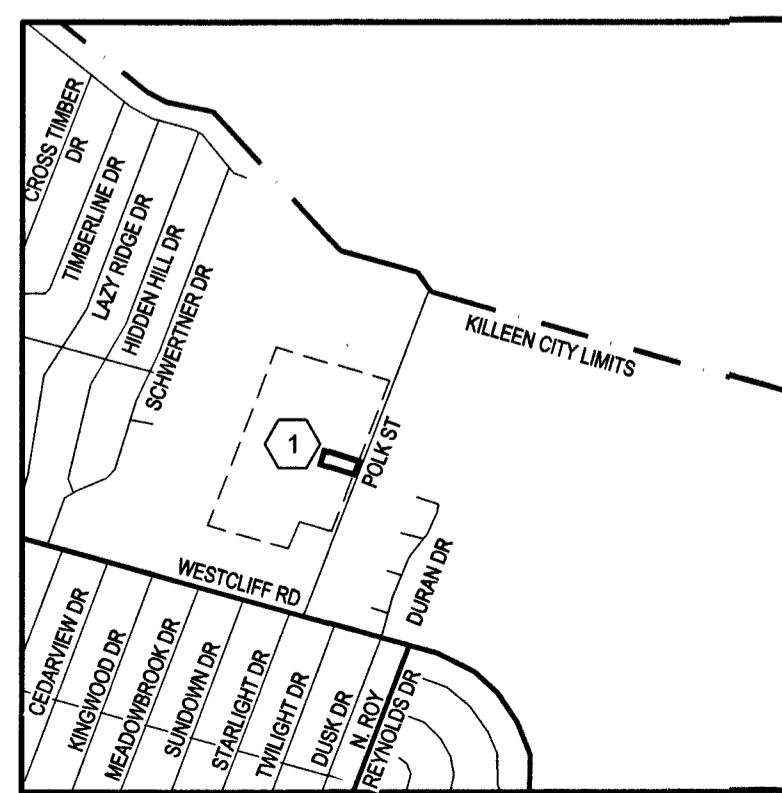 CROSS TIMBER
DR
TIMBERLINE DR
LAZY RIDGE DR
HIDDEN HILL DR
SCHWERTNER DR
KILLEEN CITY LIMITS
1
POLK ST
WESTCLIFF RD
DURAN DR
CEDARVIEW DR
KINGWOOD DR
MEADOWBROOK DR
SUNDOWN DR
STARLIGHT DR
TWILIGHT DR
DUSK DR
N. ROY
REYNOLDS DR